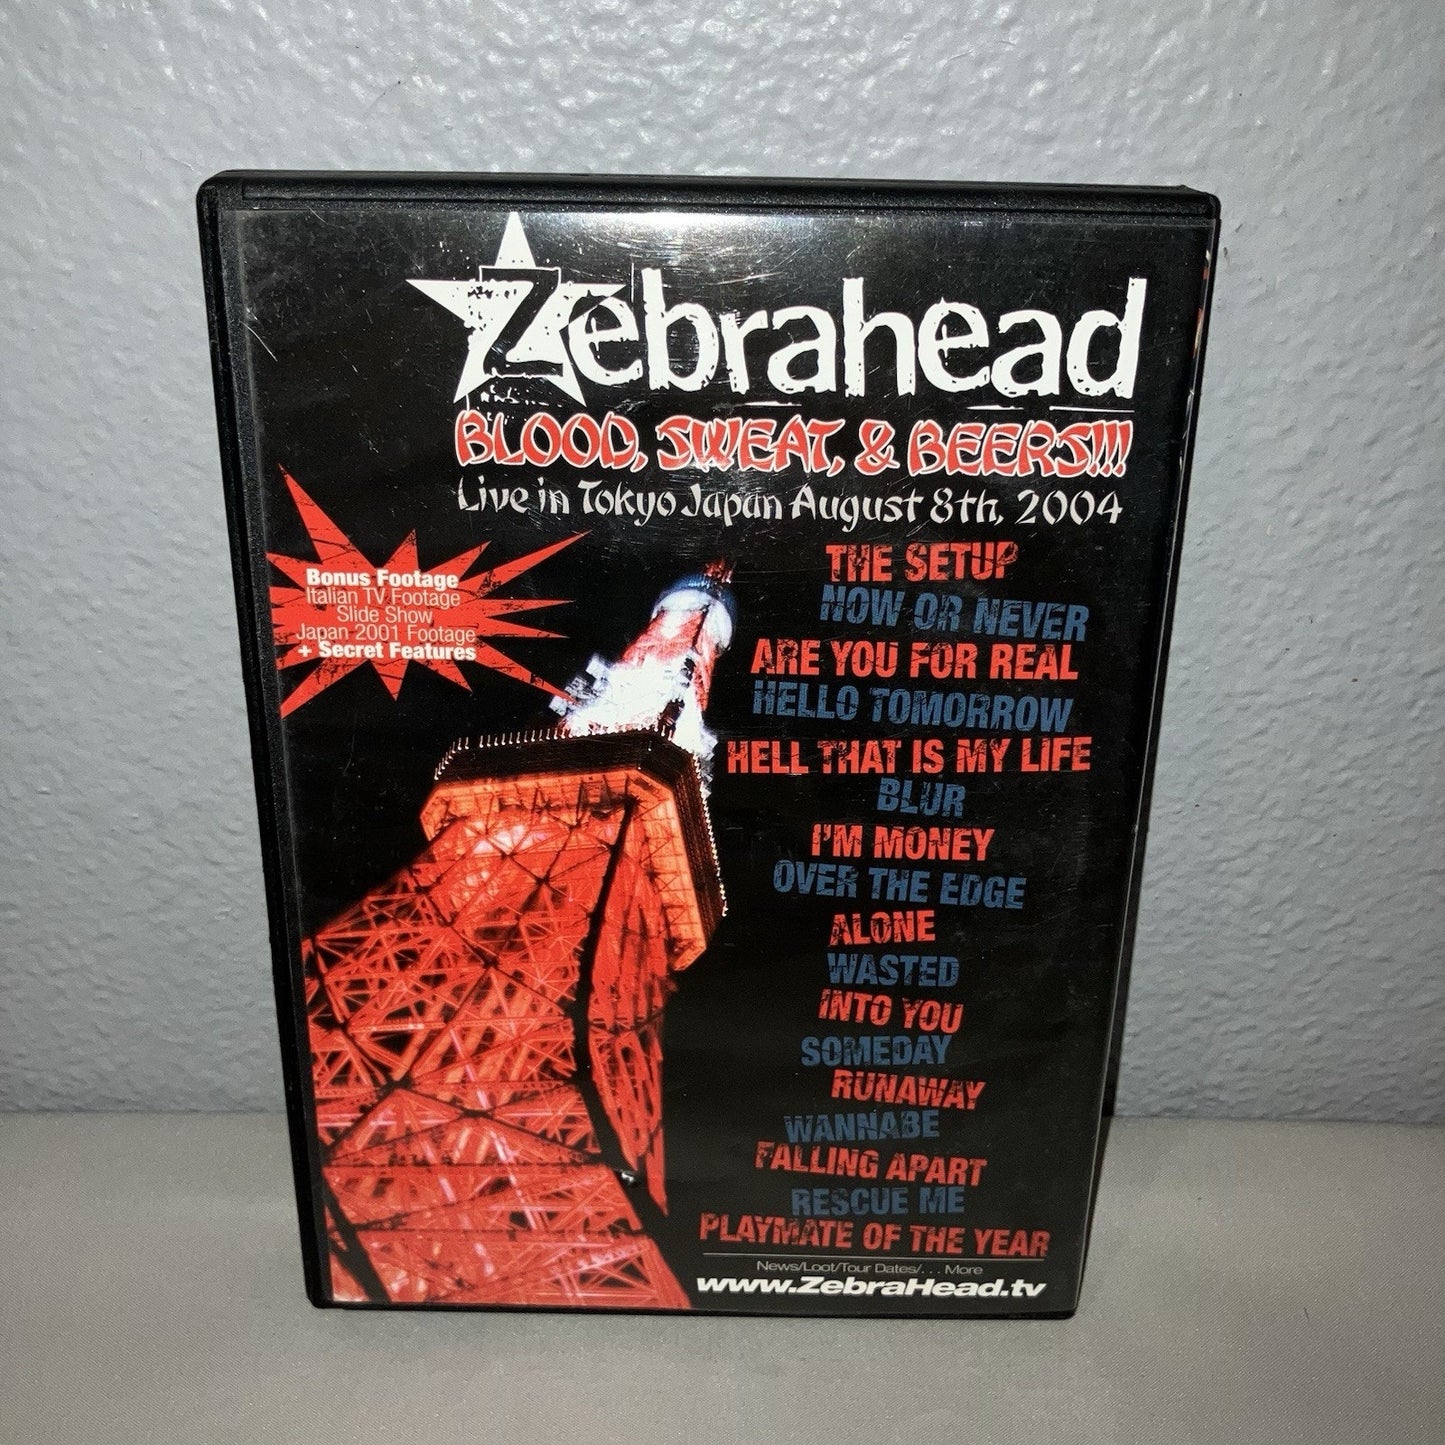 Zebrahead
BLOOD, SWEAT, & BEERS!!!
Live in Tokyo Japan August 8th, 2004
Bonus Footage
Italian TV Footage
Slide Show
Japan 2001 Footage
+ Secret Features
THE SETUP
NOW OR NEVER
ARE YOU FOR REAL
HELLO TOMORROW
HELL THAT IS MY LIFE
BLUR
I'M MONEY
OVER THE EDGE
ALONE
WASTED
INTO YOU
SOMEDAY
RUNAWAY
WANNABE
FALLING APART
RESCUE ME
PLAYMATE OF THE YEAR
News/Loot/Tour Dates/. . . More
www.ZebraHead.tv